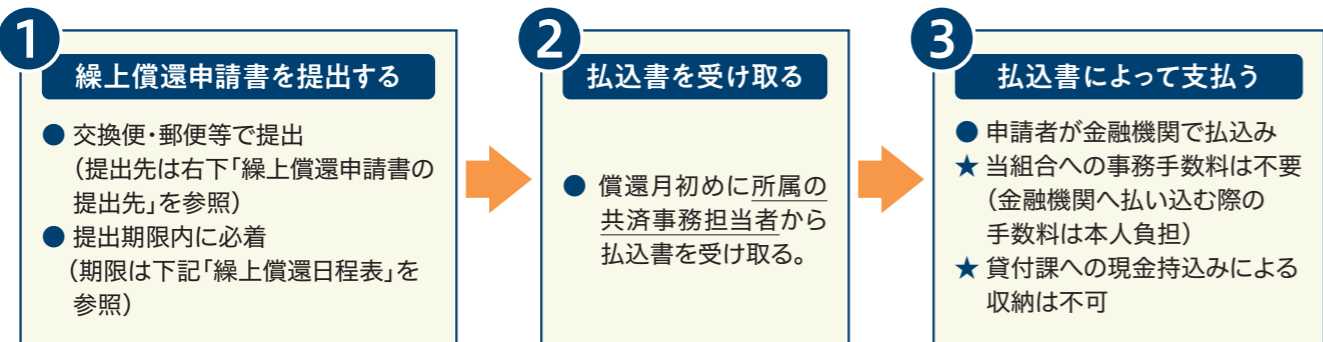 1
繰上償還申請書を提出する
● 交換便・郵便等で提出
（提出先は右下「繰上償還申請書の
提出先」を参照）
● 提出期限内に必着
（期限は下記「繰上償還日程表」を
参照）
2
払込書を受け取る
● 償還月初めに所属の
共済事務担当者から
払込書を受け取る。
3
払込書によって支払う
● 申請者が金融機関で払込み
★ 当組合への事務手数料は不要
（金融機関へ払い込む際の
手数料は本人負担）
★ 貸付課への現金持込みによる
収納は不可